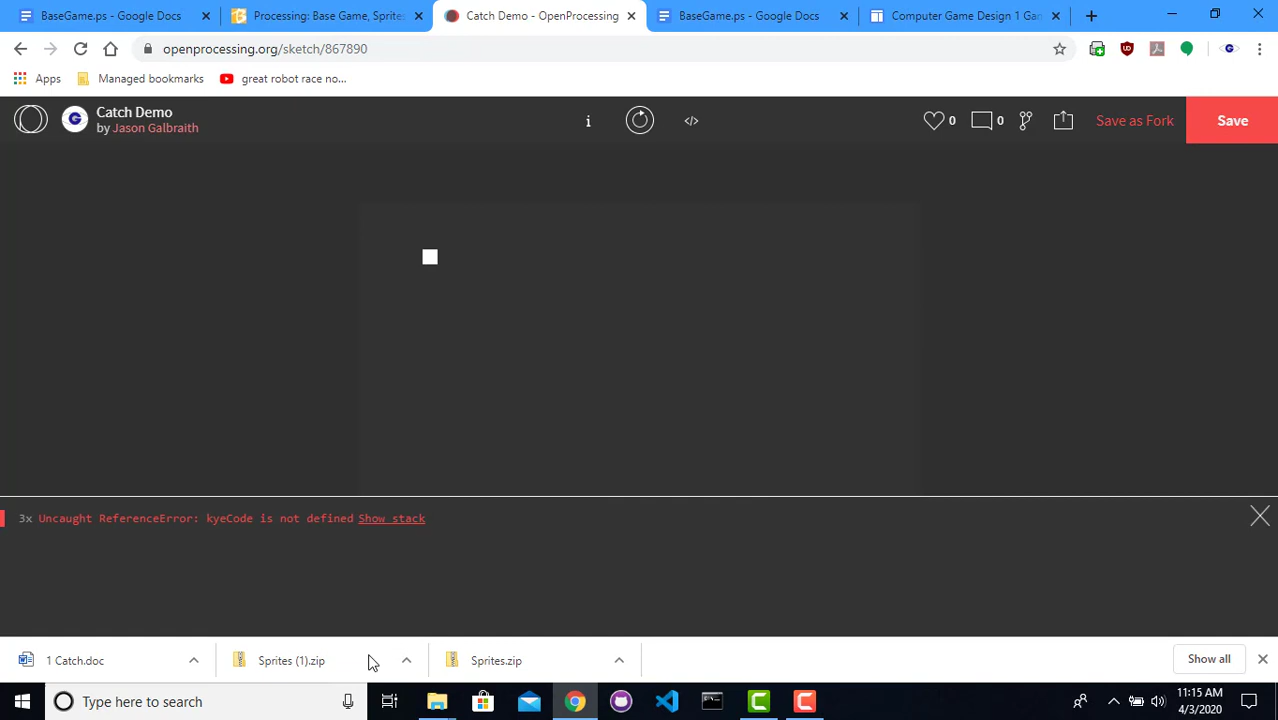 BaseGame.ps - Google Docs
Processing: Base Game, Sprites
Catch Demo - OpenProcessing
BaseGame.ps - Google Docs
Computer Game Design 1 Gam
openprocessing.org/sketch/867890
Apps
Managed bookmarks
great robot race no...
Catch Demo
by Jason Galbraith
i
</>
0
0
Save as Fork
Save
3x Uncaught ReferenceError: kyeCode is not defined Show stack
1 Catch.doc
Sprites (1).zip
Sprites.zip
Show all
Type here to search
11:15 AM
4/3/2020